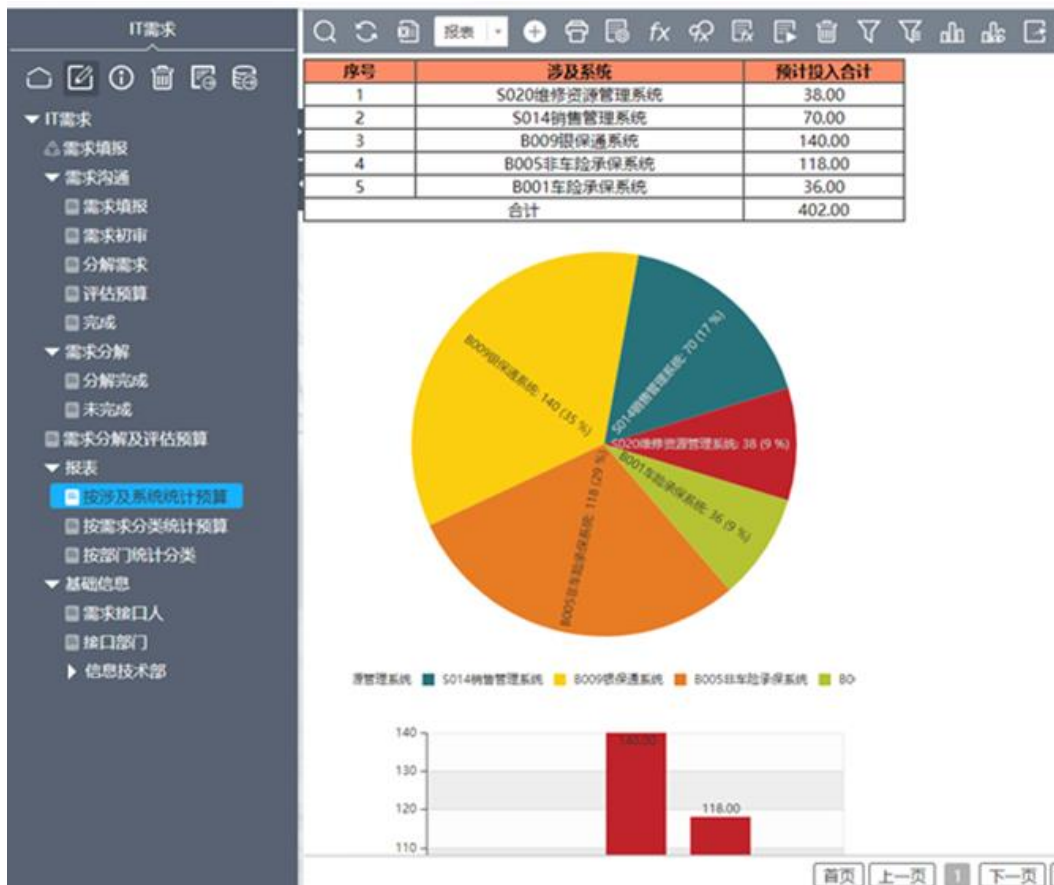 IT需求
IT需求
需求填报
需求沟通
需求填报
需求初审
分解需求
评估预算
完成
需求分解
分解完成
未完成
需求分解及评估预算
报表
按涉及系统统计预算
按需求分类统计预算
按部门统计分类
基础信息
需求接口人
接口部门
信息技术部
报表 fx
序号 涉及系统 预计投入合计
1 S020维修资源管理系统 38.00
2 S014销售管理系统 70.00
3 B009银保通系统 140.00
4 B005非车险承保系统 118.00
5 B001车险承保系统 36.00
合计 402.00
S014销售管理系统: 70 (17 %)
B009银保通系统: 140 (35 %)
S020维修资源管理系统: 38 (9 %)
B001车险承保系统: 36 (9 %)
B005非车险承保系统: 118 (29 %)
源管理系统 S014销售管理系统 B009银保通系统 B005非车险承保系统 B0
140
140.00
130
120
118.00
110
首页 上一页 1 下一页